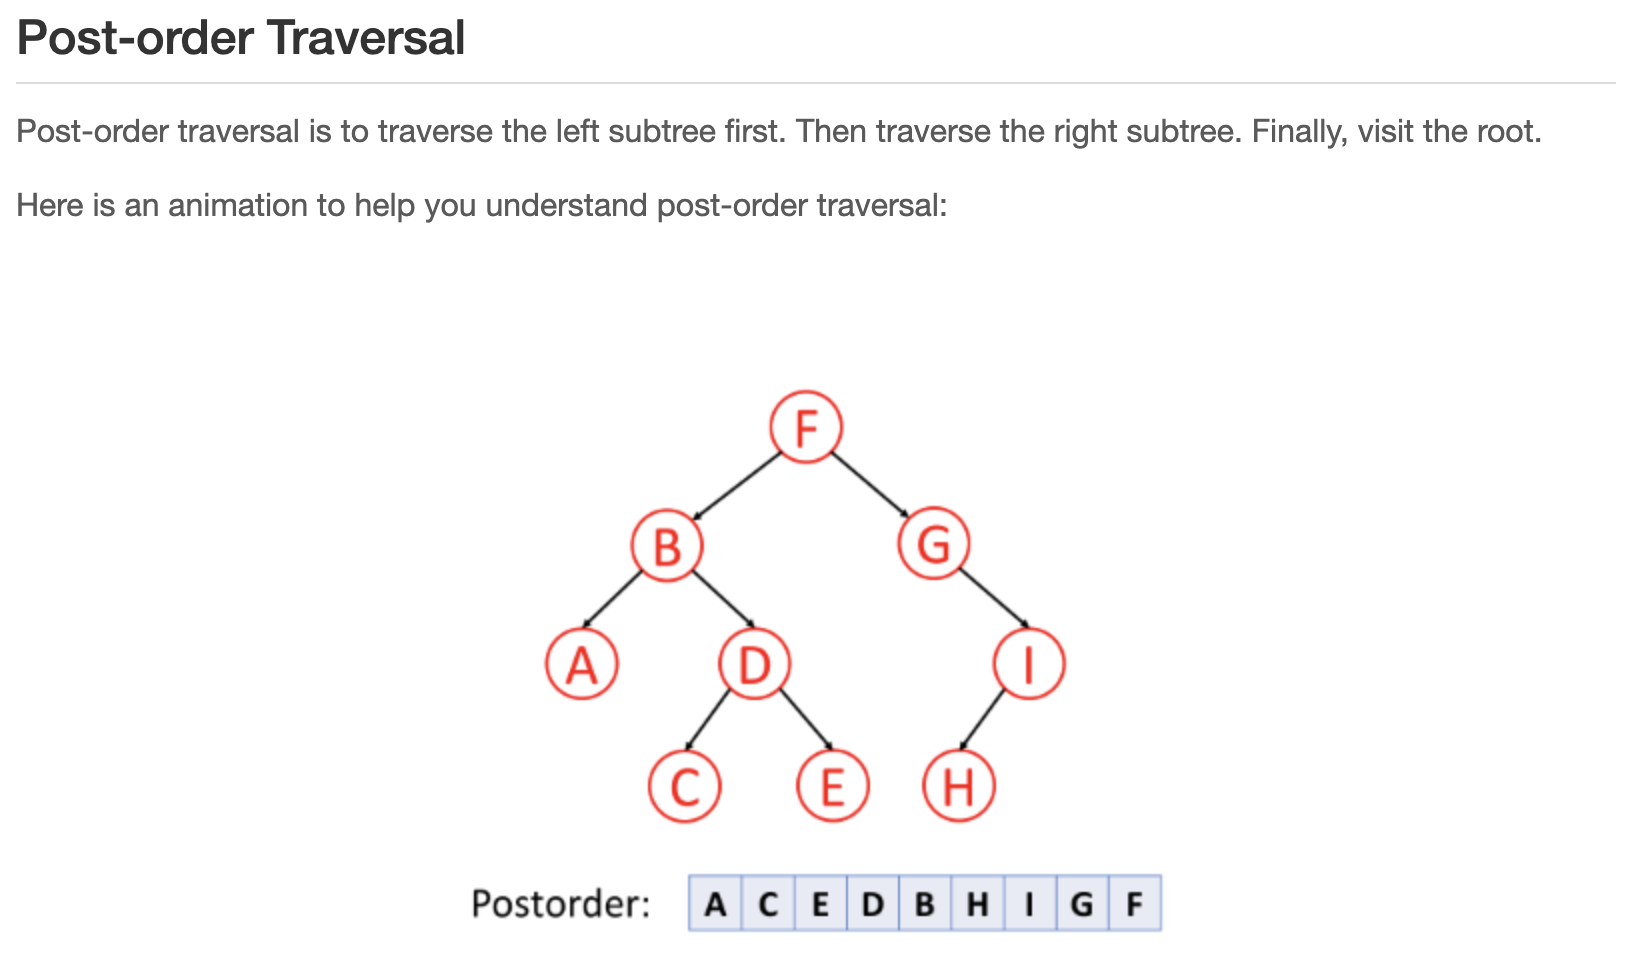 Post-order Traversal
Post-order traversal is to traverse the left subtree first. Then traverse the right subtree. Finally, visit the root.
Here is an animation to help you understand post-order traversal:
F
B G
A D I
C E H
Postorder: A C E D B H I G F